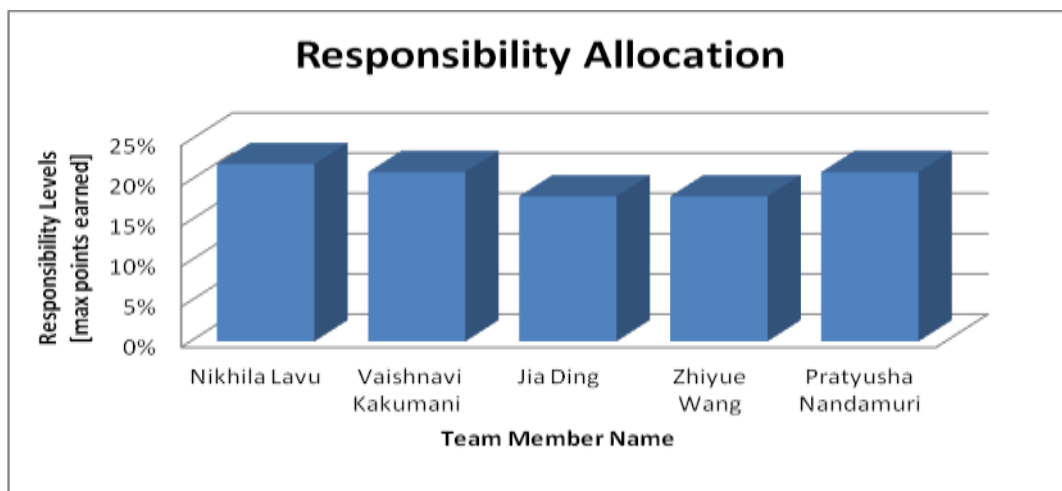 Responsibility Allocation
Responsibility Levels
[max points earned]
25%
20%
15%
10%
5%
0%
Nikhila Lavu
Vaishnavi
Kakumani
Jia Ding
Zhiyue
Wang
Pratyusha
Nandamuri
Team Member Name